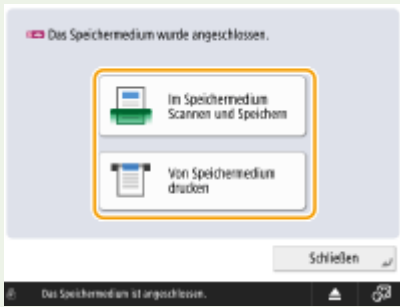 Das Speichermedium wurde angeschlossen.
Im Speichermedium
Scannen und Speichern
Von Speichermedium
drucken
Schließen
Das Speichermedium ist angeschlossen.